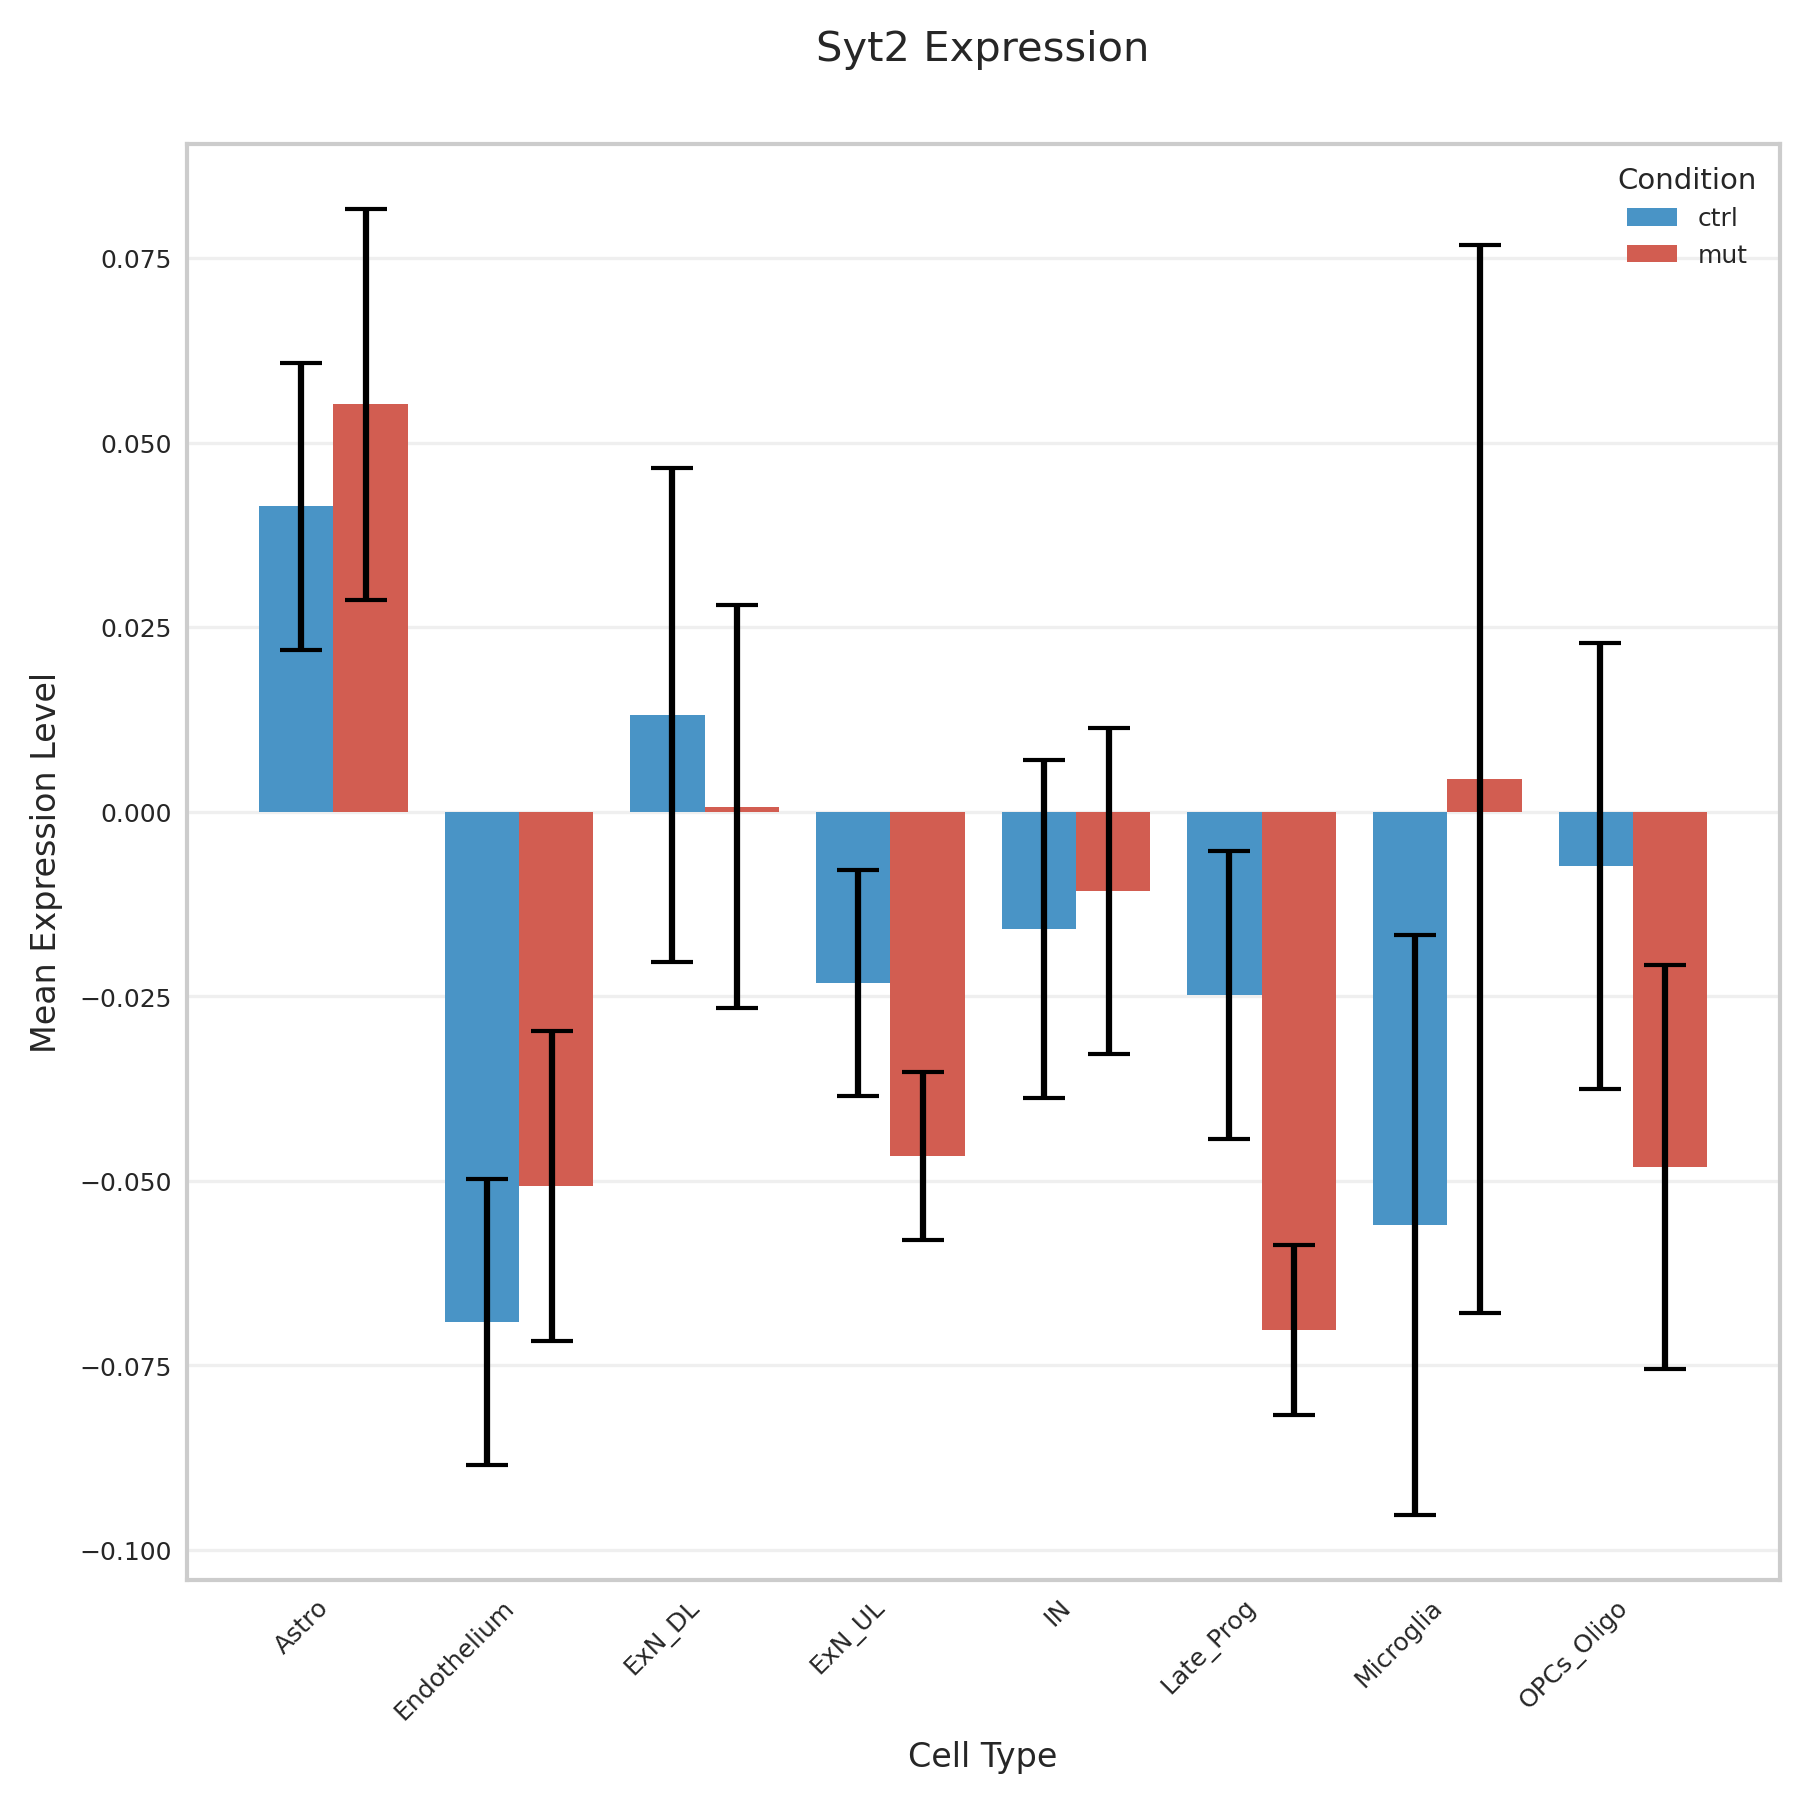 Syt2 Expression
Condition
ctrl
mut
0.075
0.050
0.025
0.000
−0.025
−0.050
−0.075
−0.100
Mean Expression Level
Astro
Endothelium
ExN_DL
ExN_UL
IN
Late_Prog
Microglia
OPCs_Oligo
Cell Type